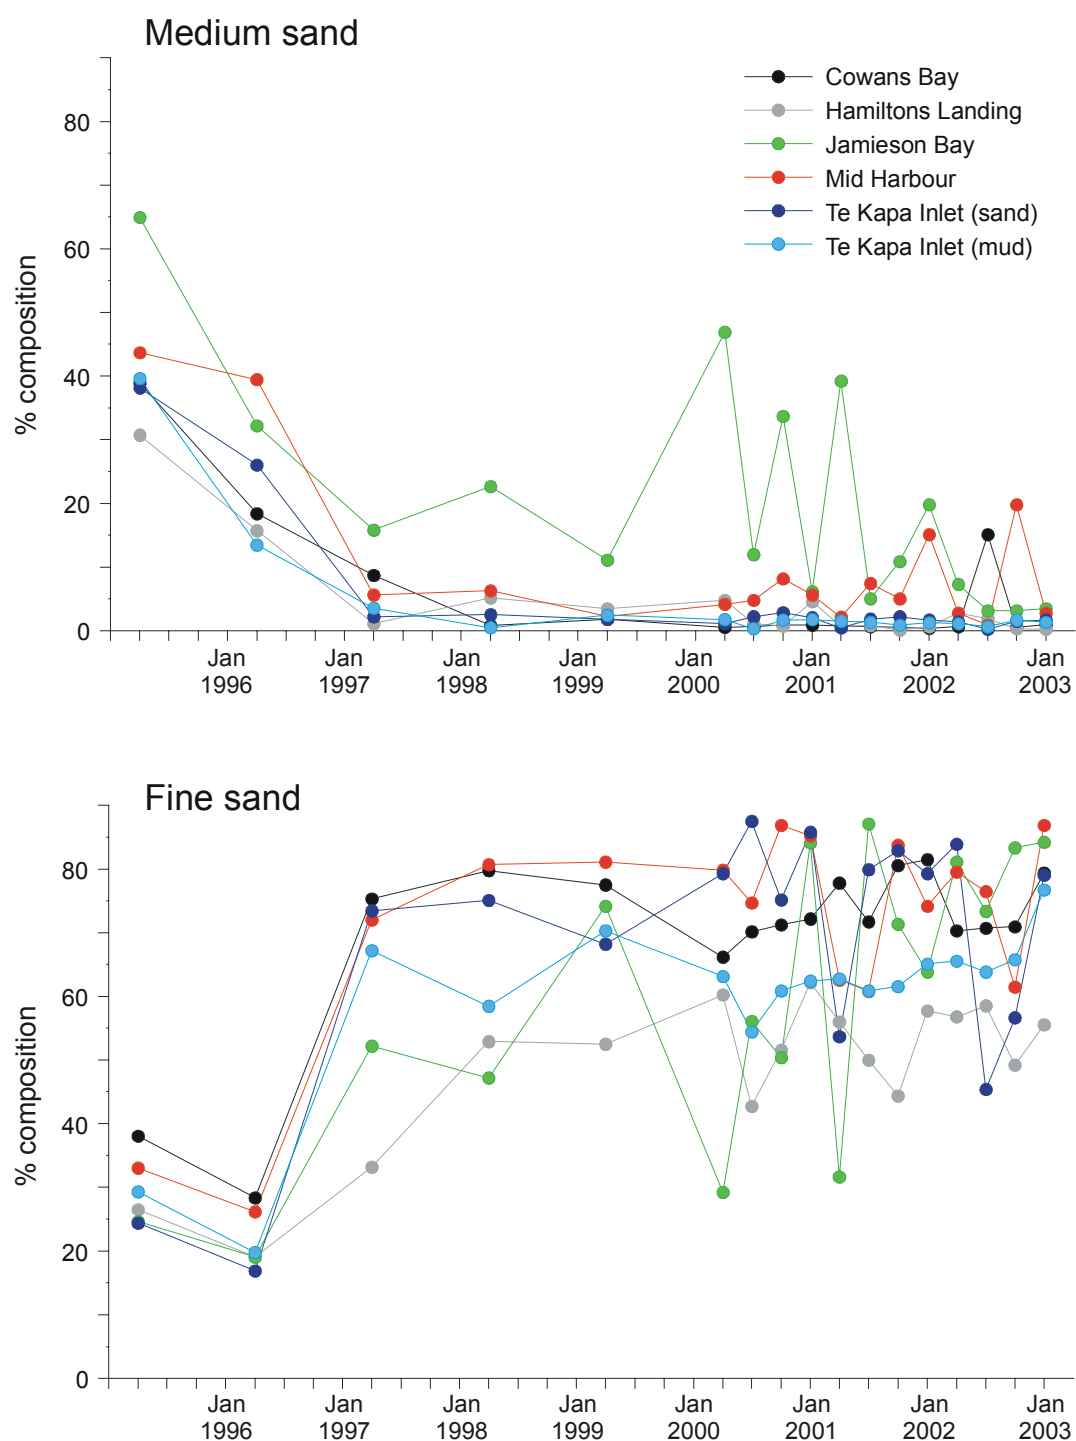 Medium sand
Cowans Bay
Hamiltons Landing
Jamieson Bay
Mid Harbour
Te Kapa Inlet (sand)
Te Kapa Inlet (mud)
% composition
80
60
40
20
0
Jan Jan Jan Jan Jan Jan Jan Jan
1996 1997 1998 1999 2000 2001 2002 2003
Fine sand
% composition
80
60
40
20
0
Jan Jan Jan Jan Jan Jan Jan Jan
1996 1997 1998 1999 2000 2001 2002 2003